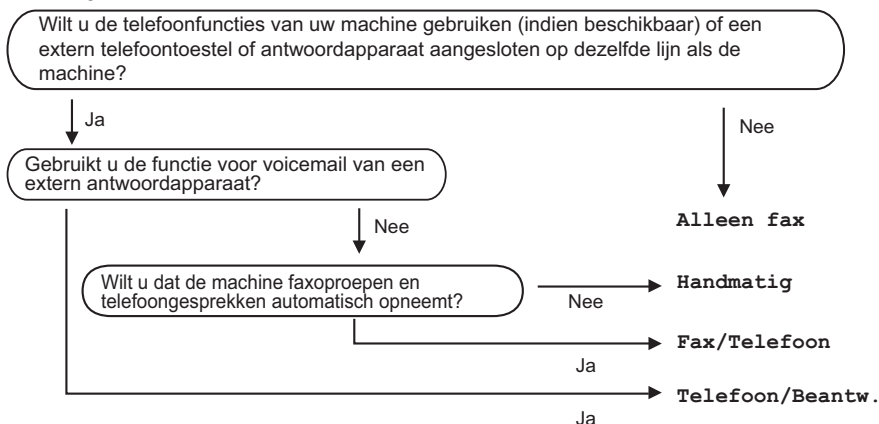 Wilt u de telefoonfuncties van uw machine gebruiken (indien beschikbaar) of een
extern telefoontoestel of antwoordapparaat aangesloten op dezelfde lijn als de
machine?
Ja
Nee
Gebruikt u de functie voor voicemail van een
extern antwoordapparaat?
Nee
Alleen fax
Wilt u dat de machine faxoproepen en
telefoongesprekken automatisch opneemt?
Nee
Handmatig
Ja
Fax/Telefoon
Ja
Telefoon/Beantw.